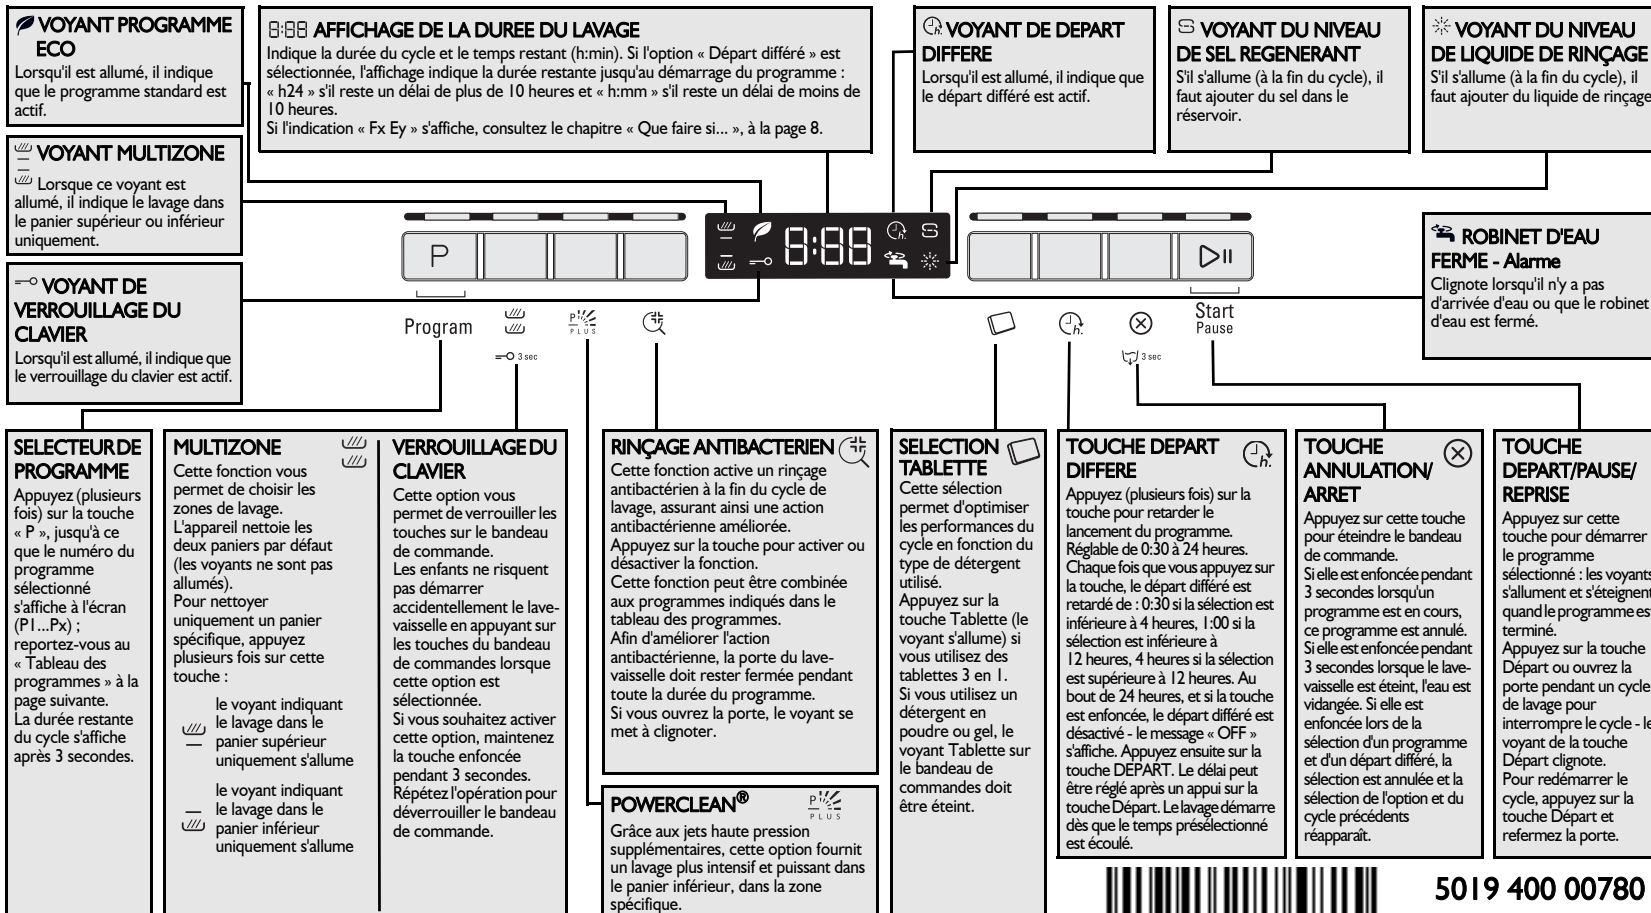 VOYANT PROGRAMME
ECO
Lorsqu'il est allumé, il indique
que le programme standard est
actif.
8:88 AFFICHAGE DE LA DUREE DU LAVAGE
Indique la durée du cycle et le temps restant (h:min). Si l'option « Départ différé » est
sélectionnée, l'affichage indique la durée restante jusqu'au démarrage du programme :
« h24 » s'il reste un délai de plus de 10 heures et « h:mm » s'il reste un délai de moins de
10 heures.
Si l'indication « Fx Ey » s'affiche, consultez le chapitre « Que faire si... », à la page 8.
h. VOYANT DE DEPART
DIFFERE
Lorsqu'il est allumé, il indique que
le départ différé est actif.
VOYANT DU NIVEAU
DE SEL REGENERANT
S'il s'allume (à la fin du cycle), il
faut ajouter du sel dans le
réservoir.
VOYANT DU NIVEAU
DE LIQUIDE DE RINÇAGE
S'il s'allume (à la fin du cycle), il
faut ajouter du liquide de rinçage
VOYANT MULTIZONE
Lorsque ce voyant est
allumé, il indique le lavage dans
le panier supérieur ou inférieur
uniquement.
VOYANT DE
VERROUILLAGE DU
CLAVIER
Lorsqu'il est allumé, il indique que
le verrouillage du clavier est actif.
ROBINET D'EAU
FERME - Alarme
Clignote lorsqu'il n'y a pas
d'arrivée d'eau ou que le robinet
d'eau est fermé.
P
8:88
h.
Program
P
PLUS
h.
Start
Pause
3 sec
3 sec
SELECTEUR DE
PROGRAMME
Appuyez (plusieurs
fois) sur la touche
« P », jusqu'à ce
que le numéro du
programme
sélectionné
s'affiche à l'écran
(P1...Px) ;
reportez-vous au
« Tableau des
programmes » à la
page suivante.
La durée restante
du cycle s'affiche
après 3 secondes.
MULTIZONE
Cette fonction vous
permet de choisir les
zones de lavage.
L'appareil nettoie les
deux paniers par défaut
(les voyants ne sont pas
allumés).
Pour nettoyer
uniquement un panier
spécifique, appuyez
plusieurs fois sur cette
touche :
le voyant indiquant
le lavage dans le
panier supérieur
uniquement s'allume
le voyant indiquant
le lavage dans le
panier inférieur
uniquement s'allume
VERROUILLAGE DU
CLAVIER
Cette option vous
permet de verrouiller les
touches sur le bandeau
de commande.
Les enfants ne risquent
pas démarrer
accidentellement le lave-
vaisselle en appuyant sur
les touches du bandeau
de commandes lorsque
cette option est
sélectionnée.
Si vous souhaitez activer
cette option, maintenez
la touche enfoncée
pendant 3 secondes.
Répétez l'opération pour
déverrouiller le bandeau
de commande.
RINÇAGE ANTIBACTERIEN
Cette fonction active un rinçage
antibactérien à la fin du cycle de
lavage, assurant ainsi une action
antibactérienne améliorée.
Appuyez sur la touche pour activer ou
désactiver la fonction.
Cette fonction peut être combinée
aux programmes indiqués dans le
tableau des programmes.
Afin d'améliorer l'action
antibactérienne, la porte du lave-
vaisselle doit rester fermée pendant
toute la durée du programme.
Si vous ouvrez la porte, le voyant se
met à clignoter.
POWERCLEAN®
P
PLUS
Grâce aux jets haute pression
supplémentaires, cette option fournit
un lavage plus intensif et puissant dans
le panier inférieur, dans la zone
spécifique.
SELECTION
TABLETTE
Cette sélection
permet d'optimiser
les performances du
cycle en fonction du
type de détergent
utilisé.
Appuyez sur la
touche Tablette (le
voyant s'allume) si
vous utilisez des
tablettes 3 en 1.
Si vous utilisez un
détergent en
poudre ou gel, le
voyant Tablette sur
le bandeau de
commandes doit
être éteint.
TOUCHE DEPART
DIFFERE
h.
Appuyez (plusieurs fois) sur la
touche pour retarder le
lancement du programme.
Réglable de 0:30 à 24 heures.
Chaque fois que vous appuyez sur
la touche, le départ différé est
retardé de : 0:30 si la sélection est
inférieure à 4 heures, 1:00 si la
sélection est inférieure à
12 heures, 4 heures si la sélection
est supérieure à 12 heures. Au
bout de 24 heures, et si la touche
est enfoncée, le départ différé est
désactivé - le message « OFF »
s'affiche. Appuyez ensuite sur la
touche DEPART. Le délai peut
être réglé après un appui sur la
touche Départ. Le lavage démarre
dès que le temps présélectionné
est écoulé.
TOUCHE
ANNULATION/
ARRET
Appuyez sur cette touche
pour éteindre le bandeau
de commande.
Si elle est enfoncée pendant
3 secondes lorsqu'un
programme est en cours,
ce programme est annulé.
Si elle est enfoncée pendant
3 secondes lorsque le lave-
vaisselle est éteint, l'eau est
vidangée. Si elle est
enfoncée lors de la
sélection d'un programme
et d'un départ différé, la
sélection est annulée et la
sélection de l'option et du
cycle précédents
réapparaît.
TOUCHE
DEPART/PAUSE/
REPRISE
Appuyez sur cette
touche pour démarrer
le programme
sélectionné : les voyants
s'allument et s'éteignent
quand le programme es
terminé.
Appuyez sur la touche
Départ ou ouvrez la
porte pendant un cycle
de lavage pour
interrompre le cycle - le
voyant de la touche
Départ clignote.
Pour redémarrer le
cycle, appuyez sur la
touche Départ et
refermez la porte.
5019 400 00780